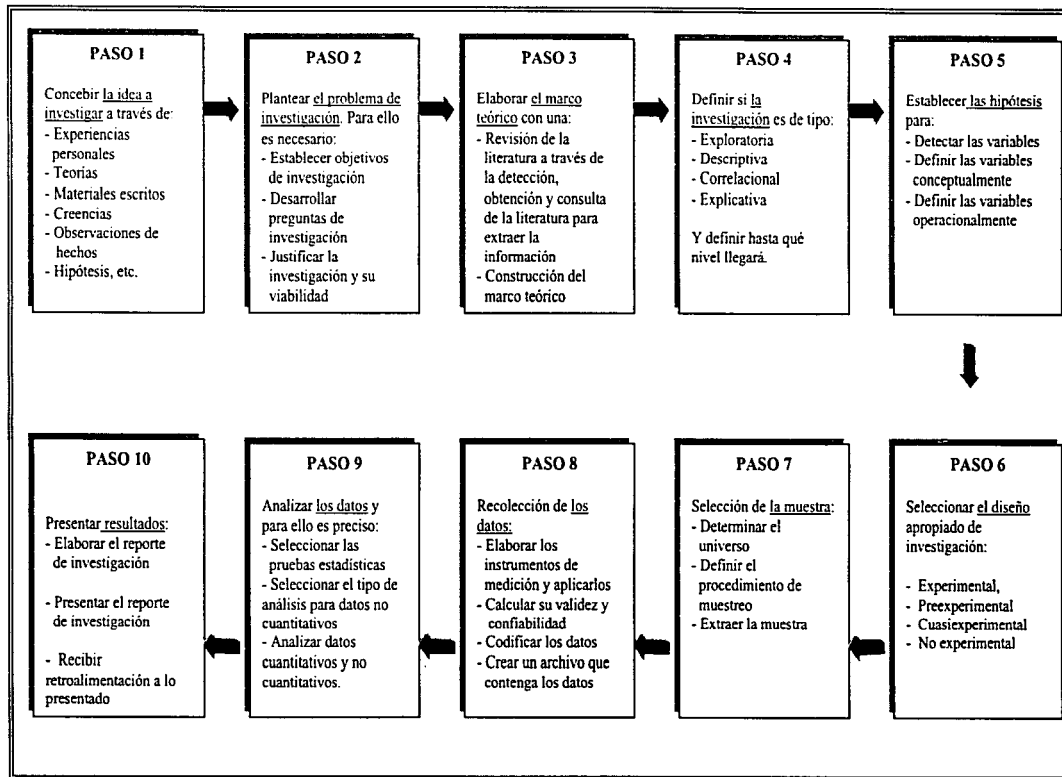 PASO 1
Concebir la idea a
investigar a través de:
- Experiencias
personales
- Teorías
- Materiales escritos
- Creencias
- Observaciones de
hechos
- Hipótesis, etc.
PASO 2
Plantear el problema de
investigación. Para ello
es necesario:
- Establecer objetivos
de investigación
- Desarrollar
preguntas de
investigación
- Justificar la
investigación y su
viabilidad
PASO 3
Elaborar el marco
teórico con una:
- Revisión de la
literatura a través de
la detección,
obtención y consulta
de la literatura para
extraer la
información
- Construcción del
marco teórico
PASO 4
Definir si la
investigación es de tipo:
- Exploratoria
- Descriptiva
- Correlacional
- Explicativa
Y definir hasta qué
nivel llegará.
PASO 5
Establecer las hipótesis
para:
- Detectar las variables
- Definir las variables
conceptualmente
- Definir las variables
operacionalmente
PASO 6
Seleccionar el diseño
apropiado de
investigación:
- Experimental,
- Preexperimental
- Cuasiexperimental
- No experimental
PASO 7
Selección de la muestra:
- Determinar el
universo
- Definir el
procedimiento de
muestreo
- Extraer la muestra
PASO 8
Recolección de los
datos:
- Elaborar los
instrumentos de
medición y aplicarlos
- Calcular su validez y
confiabilidad
- Codificar los datos
- Crear un archivo que
contenga los datos
PASO 9
Analizar los datos y
para ello es preciso:
- Seleccionar las
pruebas estadísticas
- Seleccionar el tipo de
análisis para datos no
cuantitativos
- Analizar datos
cuantitativos y no
cuantitativos.
PASO 10
Presentar resultados:
- Elaborar el reporte
de investigación
- Presentar el reporte
de investigación
- Recibir
retroalimentación a lo
presentado